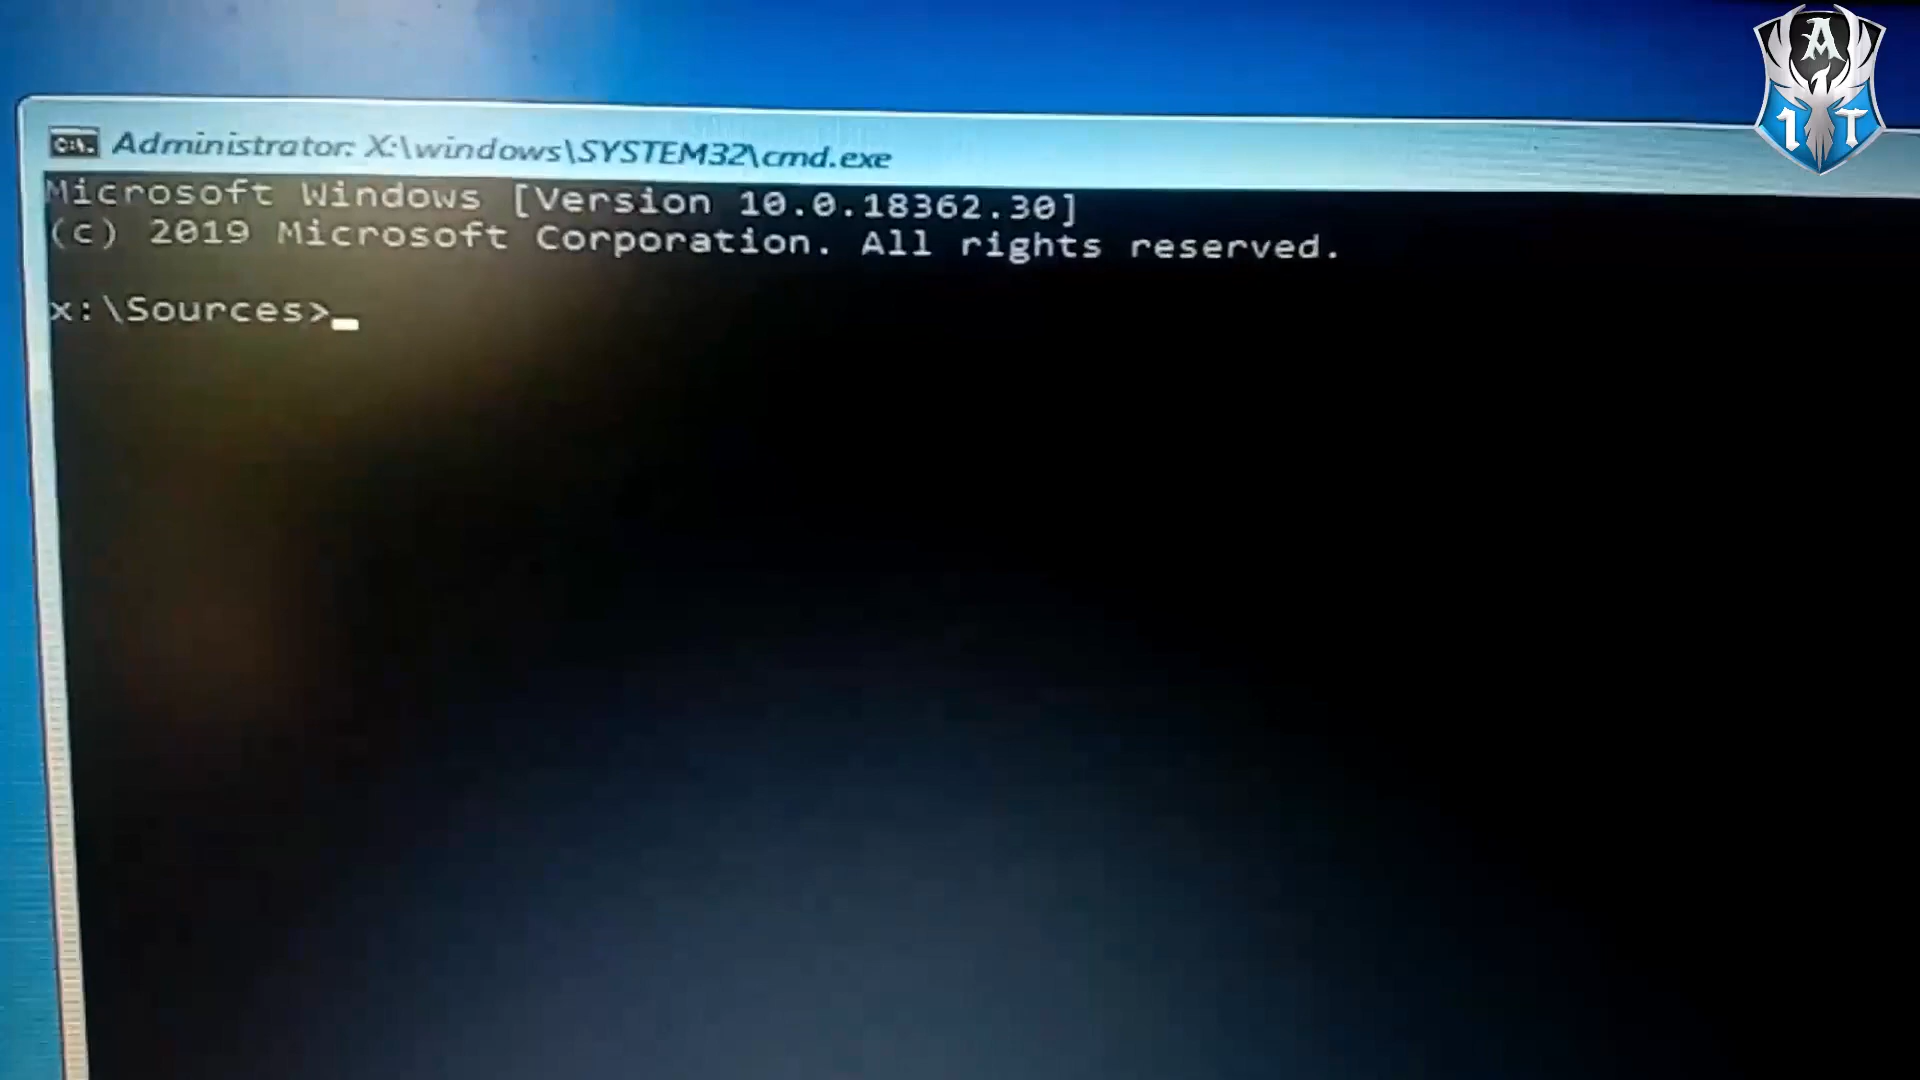 Administrator: X:\windows\SYSTEM32\cmd.exe
Microsoft Windows [Version 10.0.18362.30]
(c) 2019 Microsoft Corporation. All rights reserved.
x:\Sources>
A
1T